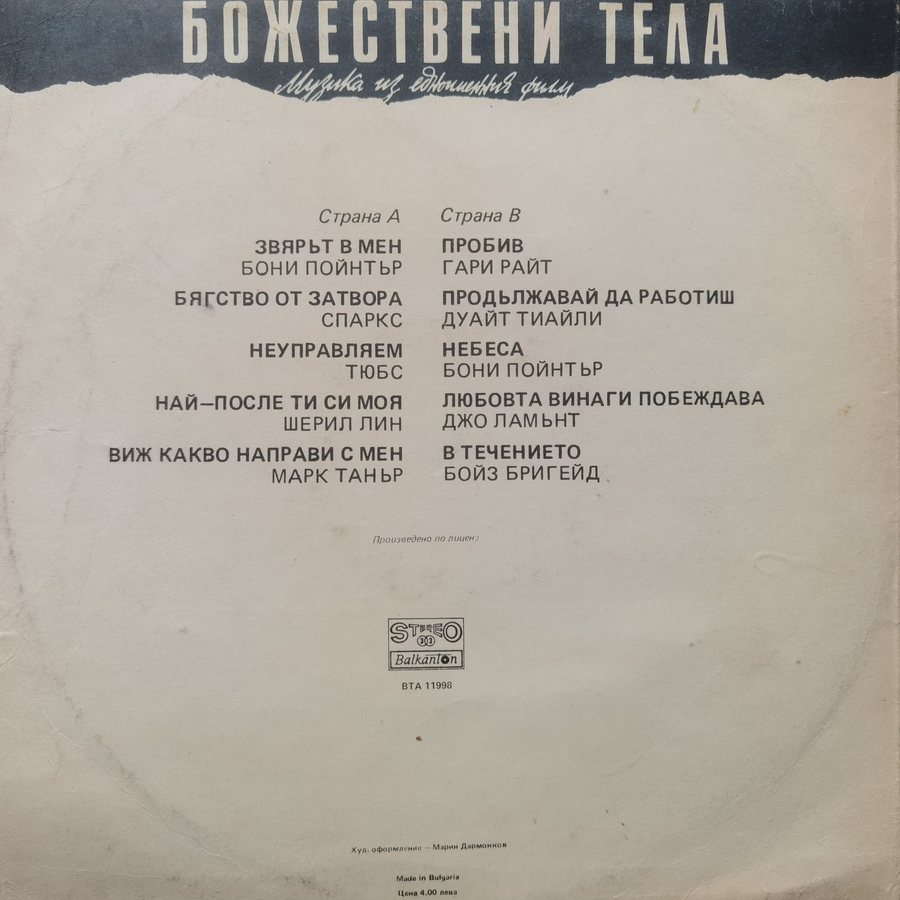 БОЖЕСТВЕНИ ТЕЛА
Музика из едноименния филм
Страна А
ЗВЯРЪТ В МЕН
БОНИ ПОЙНТЪР
БЯГСТВО ОТ ЗАТВОРА
СПАРКС
НЕУПРАВЛЯЕМ
ТЮБС
НАЙ—ПОСЛЕ ТИ СИ МОЯ
ШЕРИЛ ЛИН
ВИЖ КАКВО НАПРАВИ С МЕН
МАРК ТАНЪР
Страна В
ПРОБИВ
ГАРИ РАЙТ
ПРОДЪЛЖАВАЙ ДА РАБОТИШ
ДУАЙТ ТИАЙЛИ
НЕБЕСА
БОНИ ПОЙНТЪР
ЛЮБОВТА ВИНАГИ ПОБЕЖДАВА
ДЖО ЛАМЪНТ
В ТЕЧЕНИЕТО
БОЙЗ БРИГЕЙД
Произведено по лиценз
STEREO
33
Balkanton
ВТА 11998
Худ. оформление — Марин Дармонков
Made in Bulgaria
Цена 4.00 лева